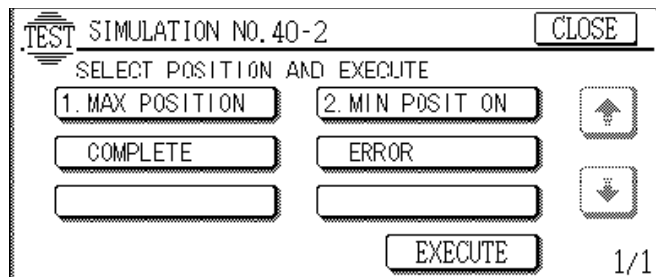 TEST SIMULATION NO.40-2 CLOSE
SELECT POSITION AND EXECUTE
1.MAX POSITION 2.MIN POSIT ON
COMPLETE ERROR
EXECUTE 1/1